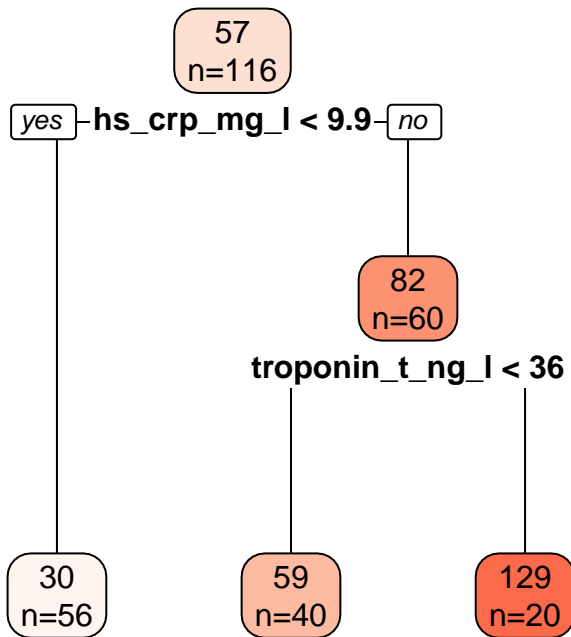 57
n=116
yes hs_crp_mg_l < 9.9 no
82
n=60
troponin_t_ng_l < 36
30
n=56
59
n=40
129
n=20